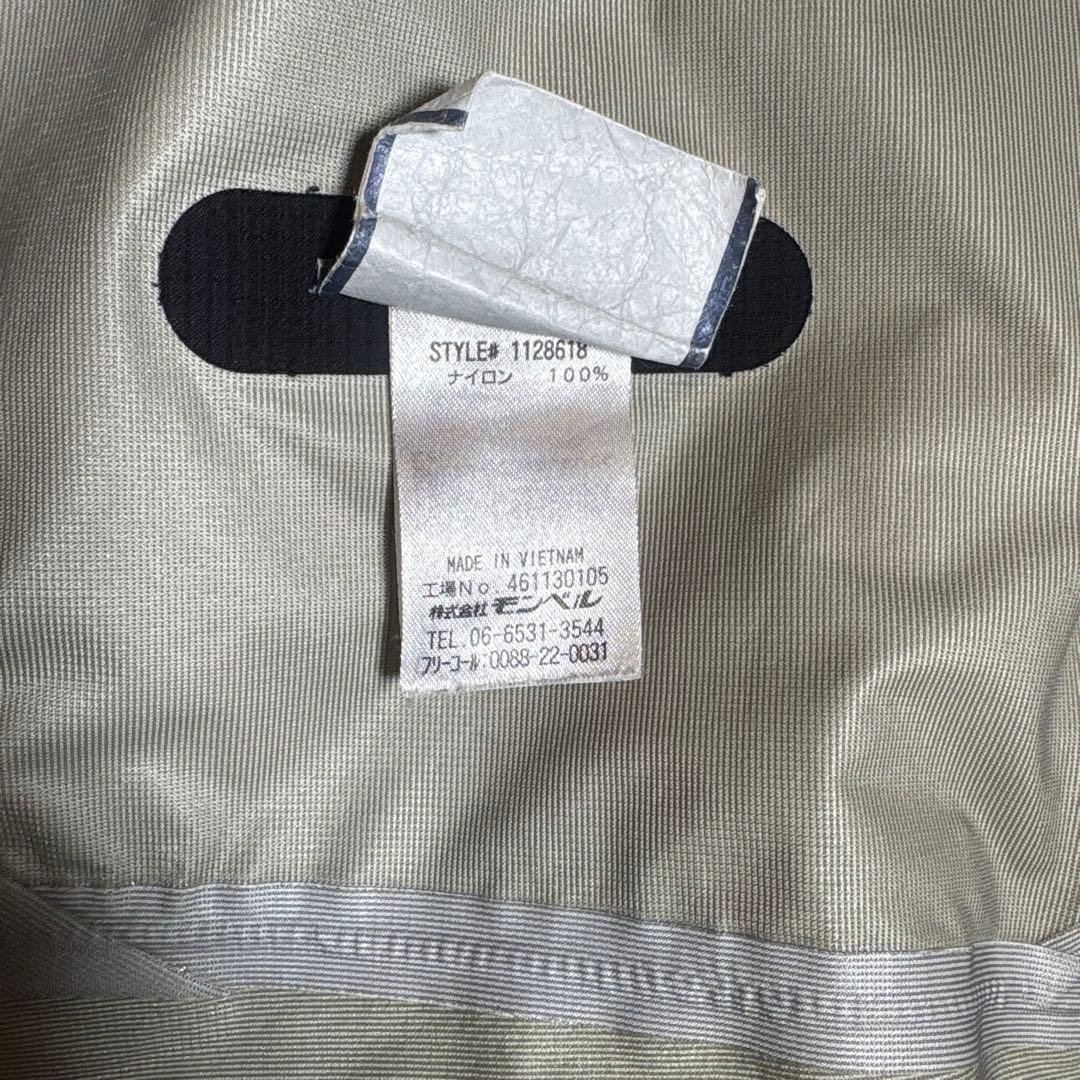 STYLE# 1128618
ナイロン 100%
MADE IN VIETNAM
工場No 461130105
株式会社モンベル
TEL.06-6531-3544
フリーコール:0088-22-0031